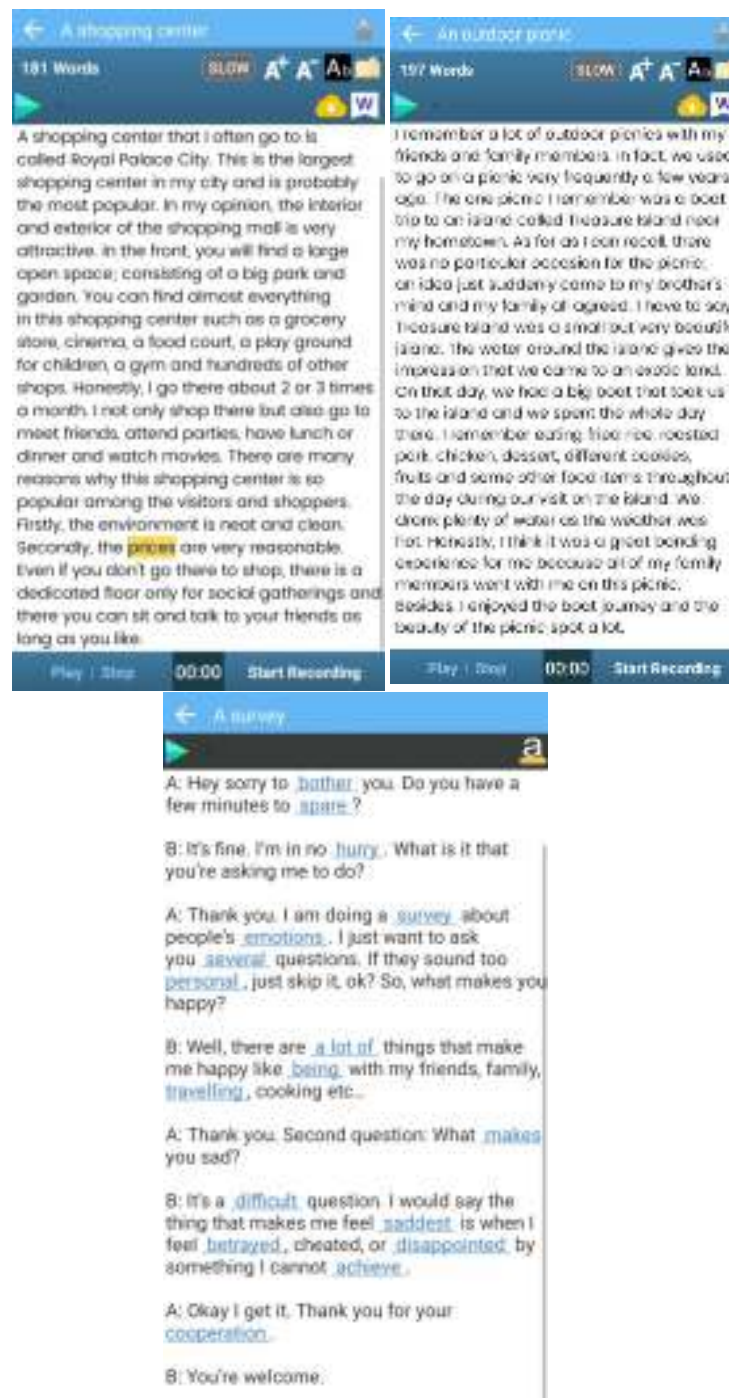 A shopping center
181 Words
SLOW A+ A- Ab
W
A shopping center that I often go to is
called Royal Palace City. This is the largest
shopping center in my city and is probably
the most popular. In my opinion, the interior
and exterior of the shopping mall is very
attractive. In the front, you will find a large
open space; consisting of a big park and
garden. You can find almost everything
in this shopping center such as a grocery
store, cinema, a food court, a play ground
for children, a gym and hundreds of other
shops. Honestly, I go there about 2 or 3 times
a month. I not only shop there but also go to
meet friends, attend parties, have lunch or
dinner and watch movies. There are many
reasons why this shopping center is so
popular among the visitors and shoppers.
Firstly, the environment is neat and clean.
Secondly, the prices are very reasonable.
Even if you don't go there to shop, there is a
dedicated floor only for social gatherings and
there you can sit and talk to your friends as
long as you like.
Play | Stop 00:00 Start Recording
An outdoor picnic
197 Words
SLOW A+ A- Ab
W
I remember a lot of outdoor picnics with my
friends and family members. In fact, we used
to go on a picnic very frequently a few years
ago. The one picnic I remember was a boat
trip to an island called Treasure Island near
my hometown. As far as I can recall, there
was no particular occasion for the picnic;
an idea just suddenly came to my brother's
mind and my family all agreed. I have to say
Treasure Island was a small but very beautif
island. The water around the island gives the
impression that we came to an exotic land.
On that day, we had a big boat that took us
to the island and we spent the whole day
there. I remember eating fried rice, roasted
pork, chicken, dessert, different cookies,
fruits and some other food items throughout
the day during our visit on the island. We
drank plenty of water as the weather was
hot. Honestly, I think it was a great bonding
experience for me because all of my family
members went with me on this picnic.
Besides, I enjoyed the boat journey and the
beauty of the picnic spot a lot.
Play | Stop 00:00 Start Recording
A survey
a
A: Hey sorry to bother you. Do you have a
few minutes to spare ?
B: It's fine. I'm in no hurry . What is it that
you're asking me to do?
A: Thank you. I am doing a survey about
people's emotions . I just want to ask
you several questions. If they sound too
personal , just skip it, ok? So, what makes you
happy?
B: Well, there are a lot of things that make
me happy like being with my friends, family,
travelling , cooking etc..
A: Thank you. Second question: What makes
you sad?
B: It's a difficult question. I would say the
thing that makes me feel saddest is when I
feel betrayed , cheated, or disappointed by
something I cannot achieve .
A: Okay I get it. Thank you for your
cooperation .
B: You're welcome.